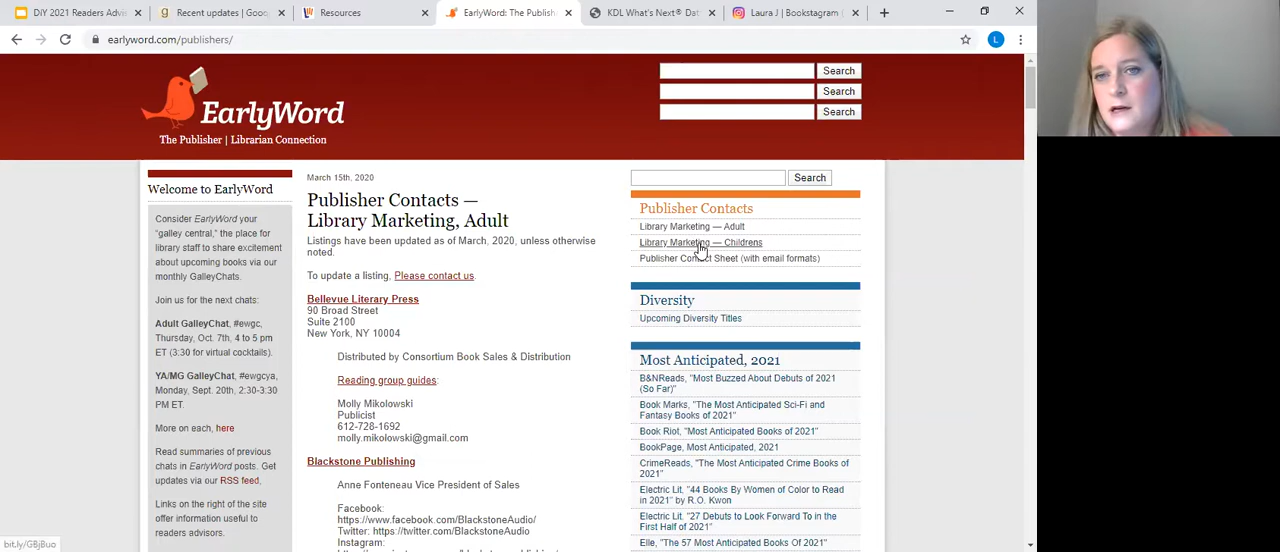 DIY 2021 Readers Advis
Recent updates | Goo
Resources
EarlyWord: The Publish
KDL What's Next® Dat
Laura J | Bookstagram
earlyword.com/publishers/
L
EarlyWord
The Publisher | Librarian Connection
Search
Search
Search
Welcome to EarlyWord
Consider EarlyWord your
"galley central," the place for
library staff to share excitement
about upcoming books via our
monthly GalleyChats.
Join us for the next chats:
Adult GalleyChat, #ewgc,
Thursday, Oct. 7th, 4 to 5 pm
ET (3:30 for virtual cocktails).
YA/MG GalleyChat, #ewgcya,
Monday, Sept. 20th, 2:30-3:30
PM ET.
More on each, here
Read summaries of previous
chats in EarlyWord posts. Get
updates via our RSS feed.
Links on the right of the site
offer information useful to
readers advisors.
March 15th, 2020
Publisher Contacts —
Library Marketing, Adult
Listings have been updated as of March, 2020, unless otherwise
noted.
To update a listing, Please contact us.
Bellevue Literary Press
90 Broad Street
Suite 2100
New York, NY 10004
Distributed by Consortium Book Sales & Distribution
Reading group guides:
Molly Mikolowski
Publicist
612-728-1692
molly.mikolowski@gmail.com
Blackstone Publishing
Anne Fonteneau Vice President of Sales
Facebook:
https://www.facebook.com/BlackstoneAudio/
Twitter: https://twitter.com/BlackstoneAudio
Instagram:
Search
Publisher Contacts
Library Marketing — Adult
Library Marketing — Childrens
Publisher Contact Sheet (with email formats)
Diversity
Upcoming Diversity Titles
Most Anticipated, 2021
B&NReads, "Most Buzzed About Debuts of 2021
(So Far)"
Book Marks, "The Most Anticipated Sci-Fi and
Fantasy Books of 2021"
Book Riot, "Most Anticipated Books of 2021"
BookPage, Most Anticipated, 2021
CrimeReads, "The Most Anticipated Crime Books of
2021"
Electric Lit, "44 Books By Women of Color to Read
in 2021" by R.O. Kwon
Electric Lit, "27 Debuts to Look Forward To in the
First Half of 2021"
Elle, "The 57 Most Anticipated Books Of 2021"